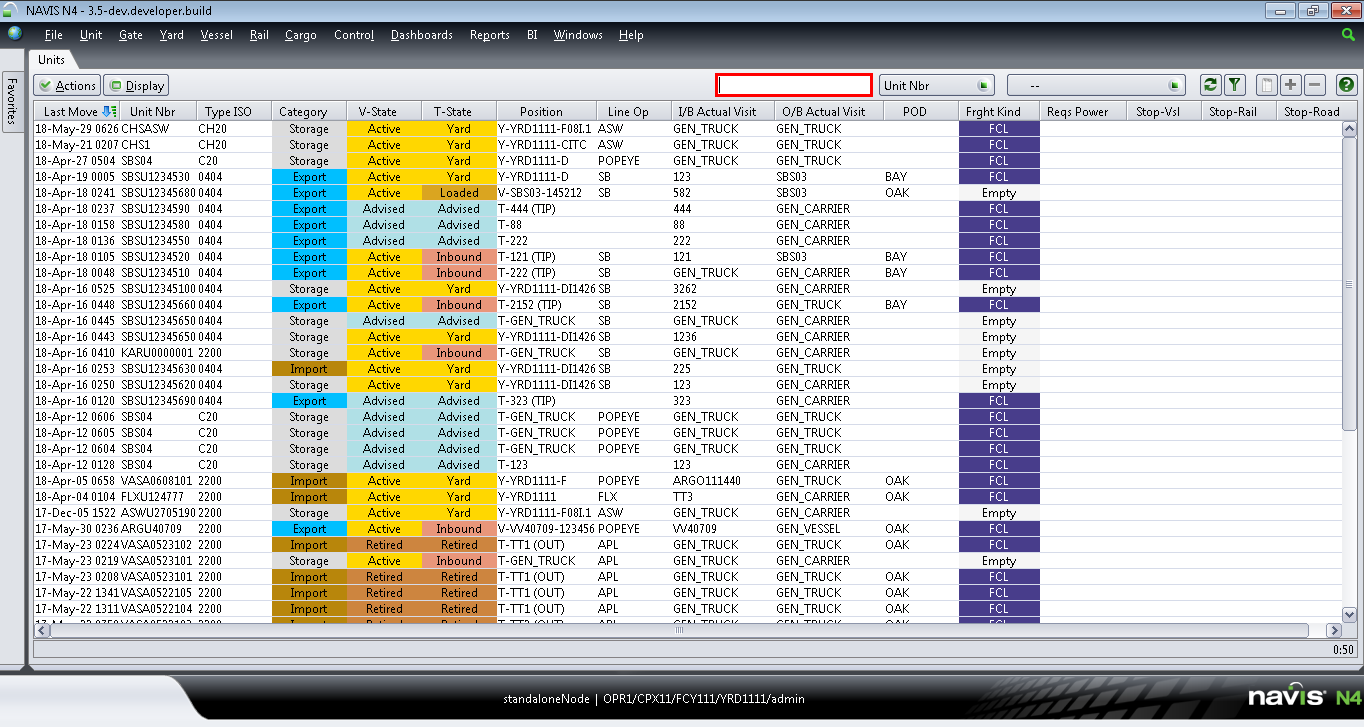 NAVIS N4 - 3.5-dev.developer.build
File Unit Gate Yard Vessel Rail Cargo Control Dashboards Reports BI Windows Help
Favorites
Units
Actions Display Unit Nbr --
Last Move Unit Nbr Type ISO Category V-State T-State Position Line Op I/B Actual Visit O/B Actual Visit POD Frght Kind Reqs Power Stop-Vsl Stop-Rail Stop-Road
18-May-29 0626 CHSASW CH20 Storage Active Yard Y-YRD1111-F08I.1 ASW GEN_TRUCK GEN_TRUCK FCL
18-May-21 0207 CHS1 CH20 Storage Active Yard Y-YRD1111-CITC ASW GEN_TRUCK GEN_TRUCK FCL
18-Apr-27 0504 SBS04 C20 Storage Active Yard Y-YRD1111-D POPEYE GEN_TRUCK GEN_TRUCK FCL
18-Apr-19 0005 SBSU1234530 0404 Export Active Yard Y-YRD1111-D SB 123 SBS03 BAY FCL
18-Apr-18 0241 SBSU12345680 0404 Export Active Loaded V-SBS03-145212 SB 582 SBS03 OAK Empty
18-Apr-18 0237 SBSU1234590 0404 Export Advised Advised T-444 (TIP) 444 GEN_CARRIER FCL
18-Apr-18 0158 SBSU1234580 0404 Export Advised Advised T-88 88 GEN_CARRIER FCL
18-Apr-18 0136 SBSU1234550 0404 Export Advised Advised T-222 222 GEN_CARRIER FCL
18-Apr-18 0105 SBSU1234520 0404 Export Active Inbound T-121 (TIP) SB 121 SBS03 BAY FCL
18-Apr-18 0048 SBSU1234510 0404 Export Active Inbound T-222 (TIP) SB GEN_TRUCK GEN_CARRIER BAY FCL
18-Apr-16 0525 SBSU12345100 0404 Storage Active Yard Y-YRD1111-DI1426 SB 3262 GEN_CARRIER Empty
18-Apr-16 0448 SBSU12345660 0404 Export Active Inbound T-2152 (TIP) SB 2152 GEN_TRUCK BAY FCL
18-Apr-16 0445 SBSU12345650 0404 Storage Advised Advised T-GEN_TRUCK SB GEN_TRUCK GEN_CARRIER Empty
18-Apr-16 0443 SBSU12345650 0404 Storage Active Yard Y-YRD1111-DI1426 SB 1236 GEN_CARRIER Empty
18-Apr-16 0410 KARU0000001 2200 Storage Active Inbound T-GEN_TRUCK SB GEN_TRUCK GEN_CARRIER Empty
18-Apr-16 0253 SBSU12345630 0404 Import Active Yard Y-YRD1111-DI1426 SB 225 GEN_TRUCK Empty
18-Apr-16 0250 SBSU12345620 0404 Storage Active Yard Y-YRD1111-DI1426 SB 123 GEN_CARRIER Empty
18-Apr-16 0120 SBSU12345690 0404 Export Advised Advised T-323 (TIP) 323 GEN_CARRIER FCL
18-Apr-12 0606 SBS04 C20 Storage Advised Advised T-GEN_TRUCK POPEYE GEN_TRUCK GEN_TRUCK FCL
18-Apr-12 0605 SBS04 C20 Storage Advised Advised T-GEN_TRUCK POPEYE GEN_TRUCK GEN_TRUCK FCL
18-Apr-12 0604 SBS04 C20 Storage Advised Advised T-GEN_TRUCK POPEYE GEN_TRUCK GEN_TRUCK FCL
18-Apr-12 0128 SBS04 C20 Storage Advised Advised T-123 123 GEN_CARRIER FCL
18-Apr-05 0658 VASA0608101 2200 Import Active Yard Y-YRD1111-F POPEYE ARGO111440 GEN_TRUCK OAK FCL
18-Apr-04 0104 FLXU124777 2200 Import Active Yard Y-YRD1111 FLX TT3 GEN_CARRIER OAK FCL
17-Dec-05 1522 ASWU2705190 2200 Storage Active Yard Y-YRD1111-F08I.1 ASW GEN_TRUCK GEN_CARRIER Empty
17-May-30 0236 ARGU40709 2200 Export Active Inbound V-VV40709-123456 POPEYE VV40709 GEN_VESSEL OAK FCL
17-May-23 0224 VASA0523102 2200 Import Retired Retired T-TT1 (OUT) APL GEN_TRUCK GEN_TRUCK OAK FCL
17-May-23 0219 VASA0523101 2200 Storage Active Inbound T-GEN_TRUCK APL GEN_TRUCK GEN_CARRIER Empty
17-May-23 0208 VASA0523101 2200 Import Retired Retired T-TT1 (OUT) APL GEN_TRUCK GEN_TRUCK OAK FCL
17-May-22 1341 VASA0522105 2200 Import Retired Retired T-TT1 (OUT) APL GEN_TRUCK GEN_TRUCK OAK FCL
17-May-22 1311 VASA0522104 2200 Import Retired Retired T-TT1 (OUT) APL GEN_TRUCK GEN_TRUCK OAK FCL
0:50
standaloneNode | OPR1/CPX11/FCY111/YRD1111/admin
navis N4